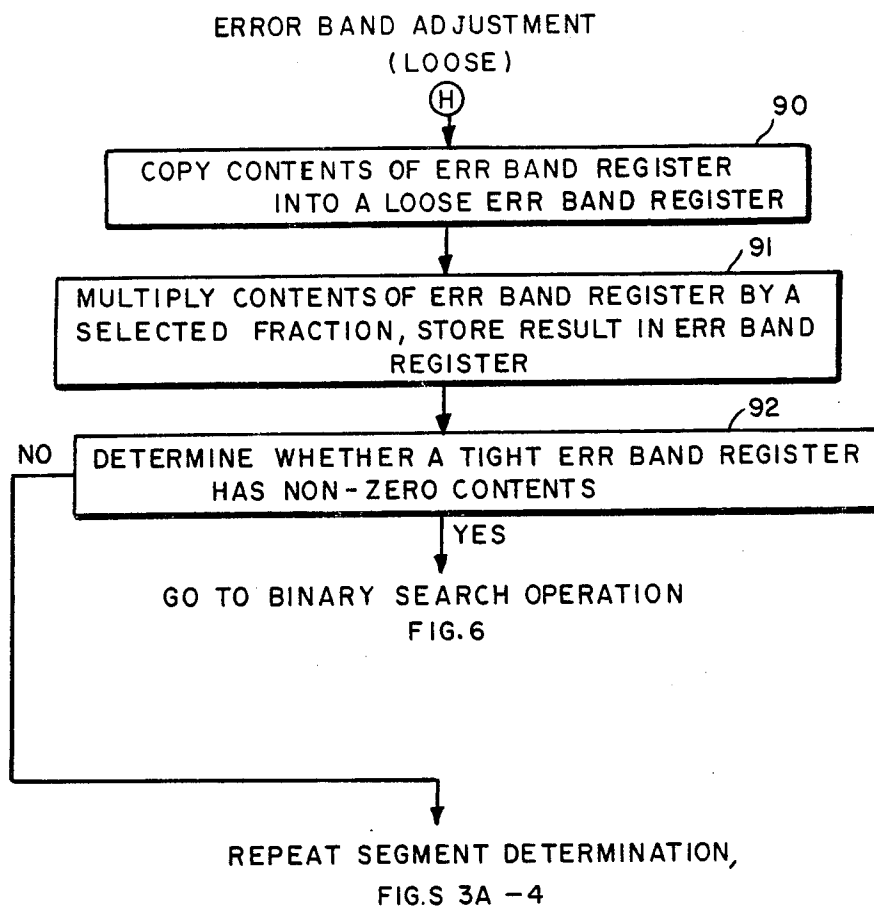 ERROR BAND ADJUSTMENT
(LOOSE)
H
90
COPY CONTENTS OF ERR BAND REGISTER
INTO A LOOSE ERR BAND REGISTER
91
MULTIPLY CONTENTS OF ERR BAND REGISTER BY A
SELECTED FRACTION, STORE RESULT IN ERR BAND
REGISTER
92
NO
DETERMINE WHETHER A TIGHT ERR BAND REGISTER
HAS NON-ZERO CONTENTS
YES
GO TO BINARY SEARCH OPERATION
FIG. 6
REPEAT SEGMENT DETERMINATION,
FIG.S 3A -4